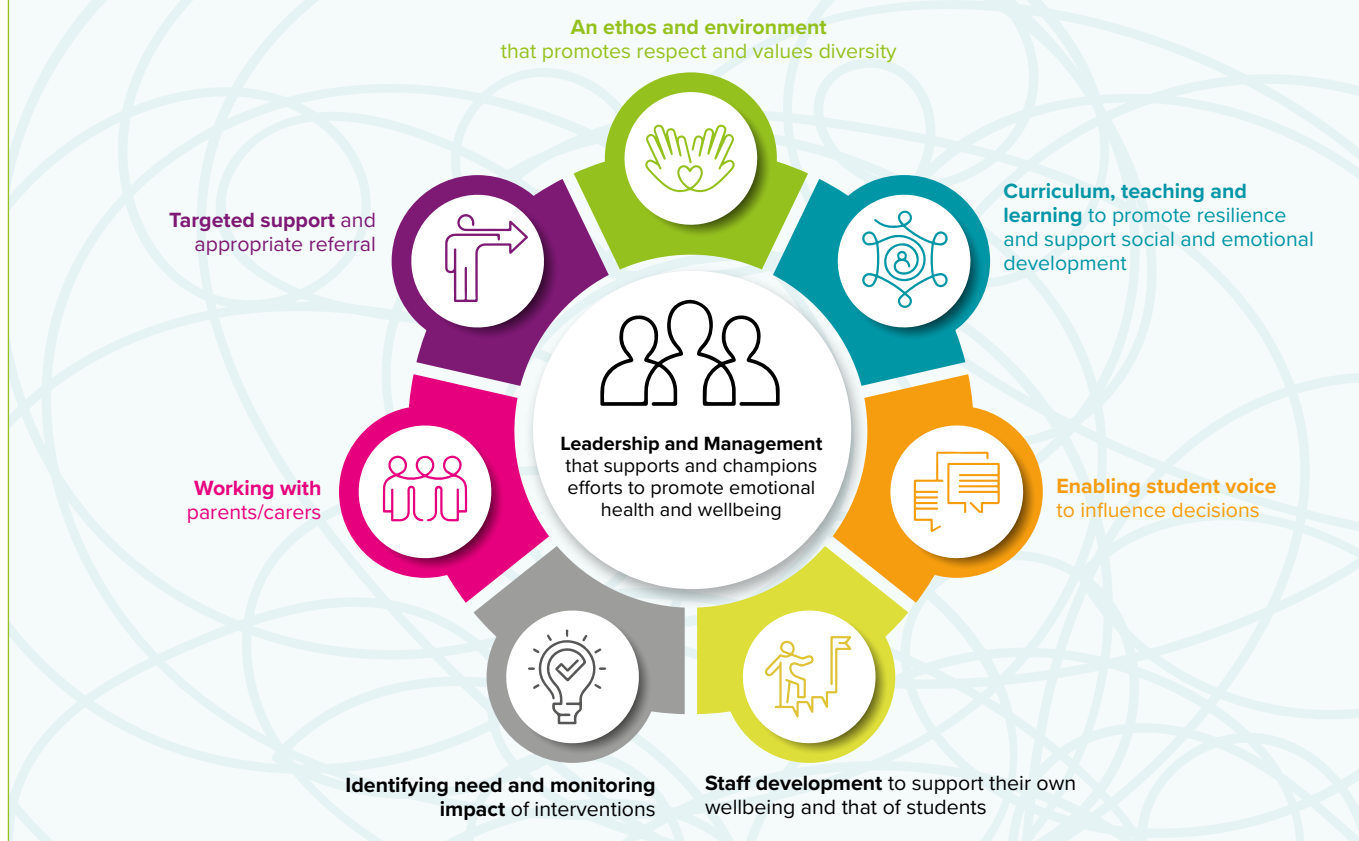 An ethos and environment
that promotes respect and values diversity
Curriculum, teaching and
learning to promote resilience
and support social and emotional
development
Enabling student voice
to influence decisions
Staff development to support their own
wellbeing and that of students
Identifying need and monitoring
impact of interventions
Working with
parents/carers
Targeted support and
appropriate referral
Leadership and Management
that supports and champions
efforts to promote emotional
health and wellbeing